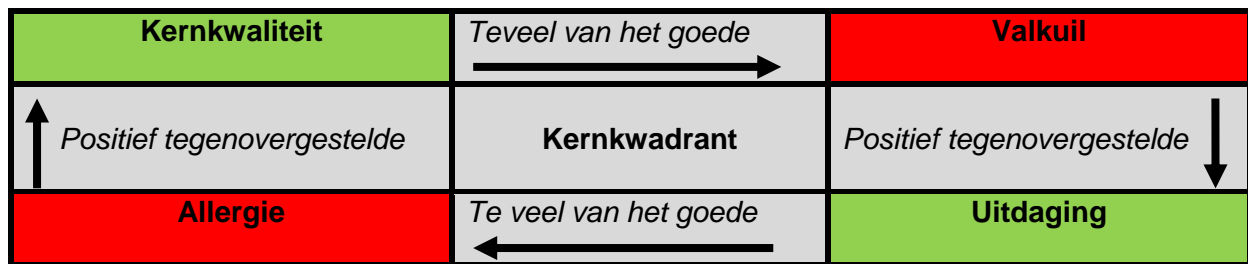 Kernkwaliteit
Teveel van het goede
Valkuil
Positief tegenovergestelde
Kernkwadrant
Positief tegenovergestelde
Allergie
Te veel van het goede
Uitdaging